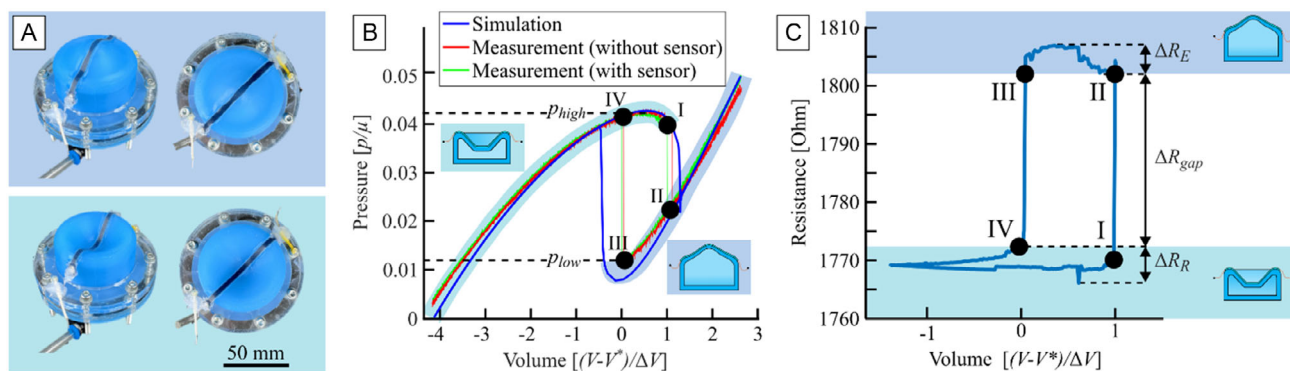 A
50 mm
B
Simulation
Measurement (without sensor)
Measurement (with sensor)
Pressure [p/μ]
0.05
0.04
0.03
0.02
0.01
0
p_high
p_low
IV
I
II
III
-4 -3 -2 -1 0 1 2 3
Volume [(V-V*)/ΔV]
C
Resistance [Ohm]
1810
1800
1790
1780
1770
1760
ΔR_E
III
II
ΔR_gap
IV
I
ΔR_R
-1 0 1
Volume [(V-V*)/ΔV]